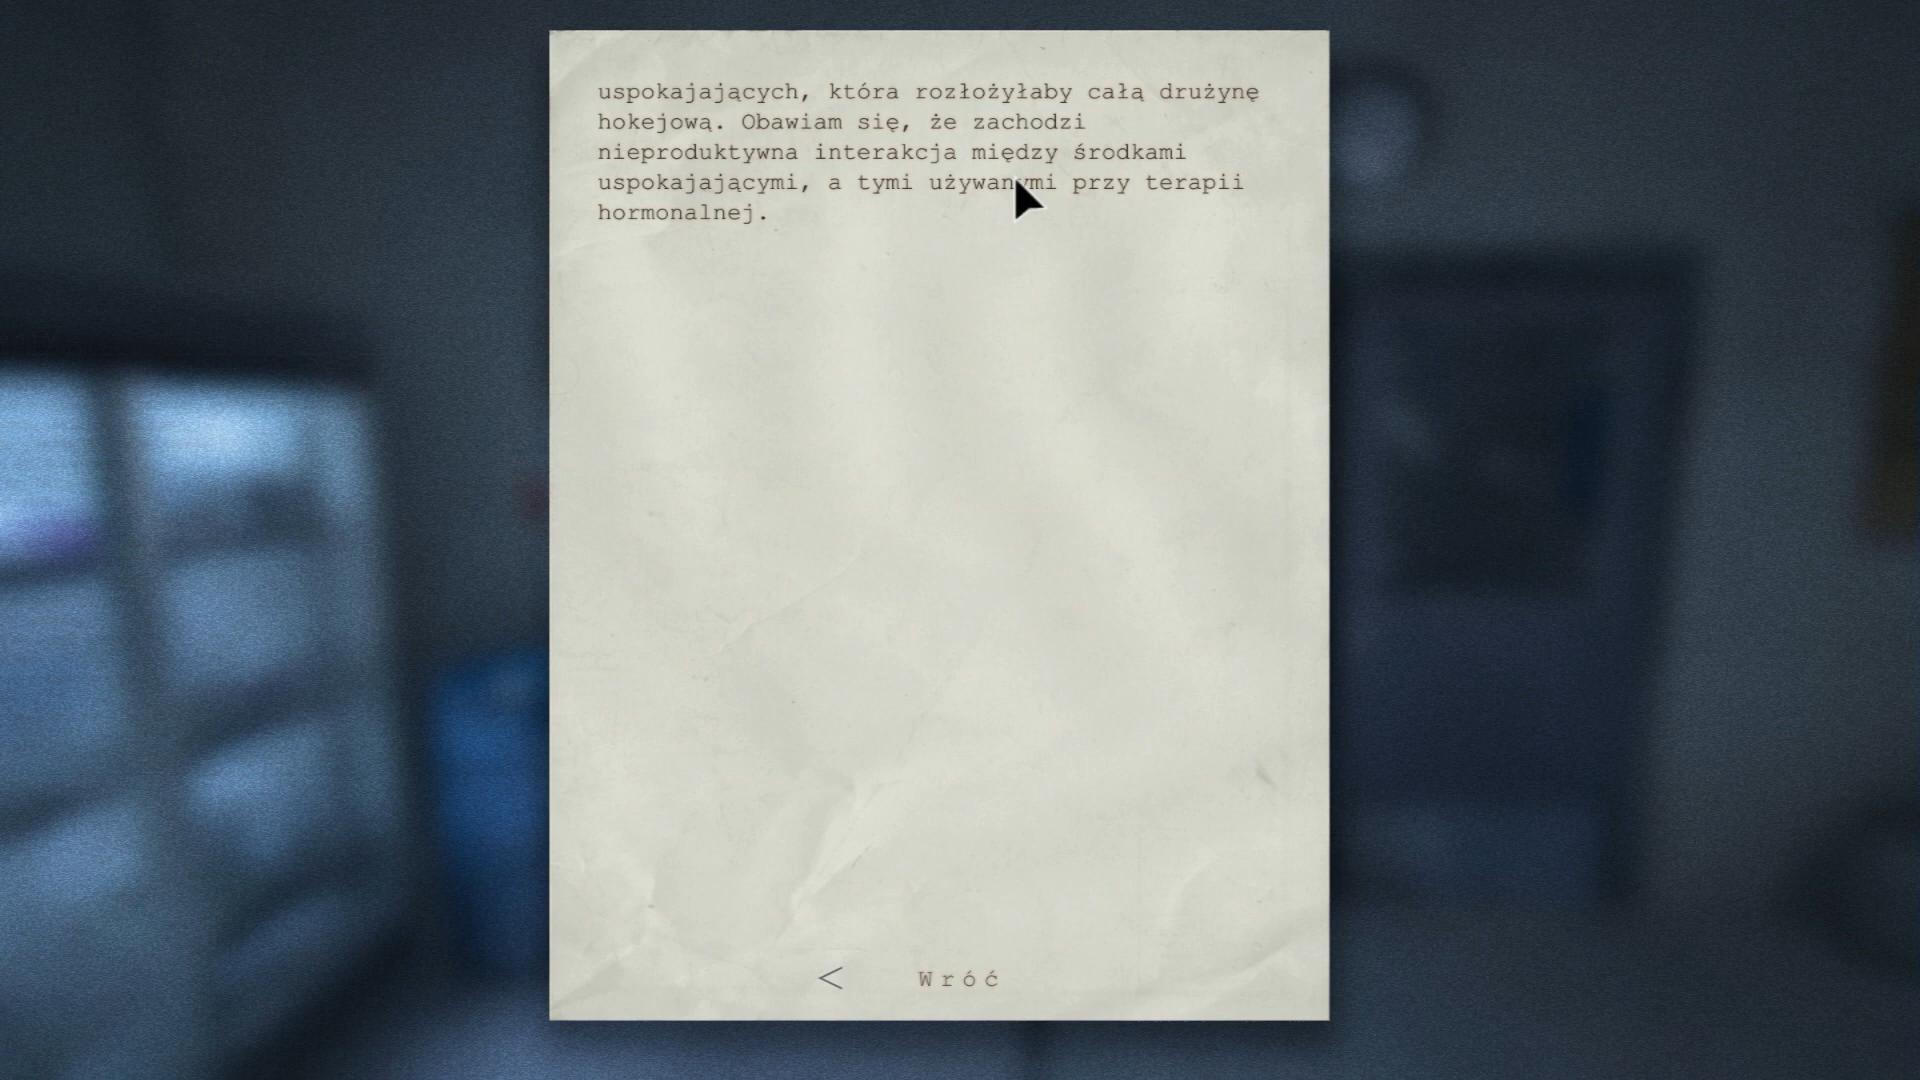 uspokajających, która rozłożyłaby całą drużynę
hokejową. Obawiam się, że zachodzi
nieproduktywna interakcja między środkami
uspokajającymi, a tymi używanymi przy terapii
hormonalnej.
< Wróć